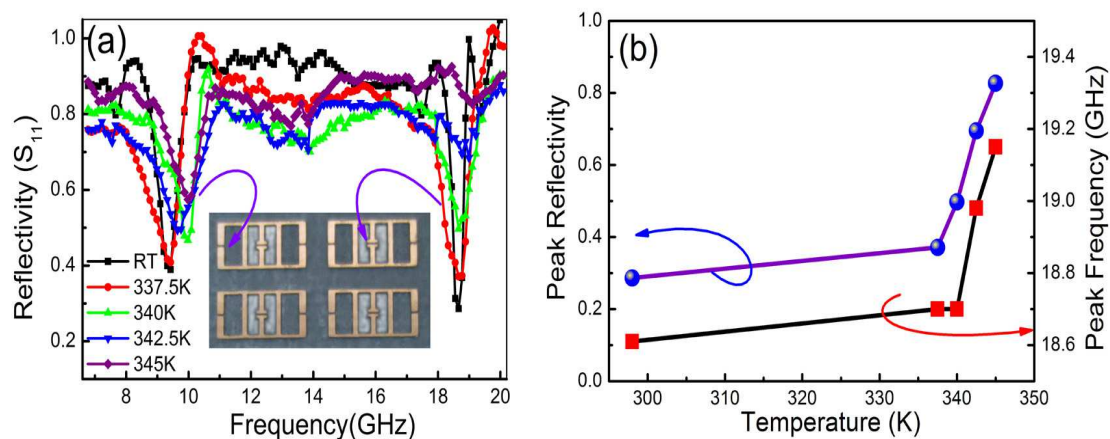 (a)
Reflectivity (S11)
1.0
0.8
0.6
0.4
0.2
RT
337.5K
340K
342.5K
345K
8 10 12 14 16 18 20
Frequency(GHz)
(b)
Peak Reflectivity
1.0
0.8
0.6
0.4
0.2
0.0
300 310 320 330 340 350
Temperature (K)
19.4
19.2
19.0
18.8
18.6
Peak Frequency (GHz)